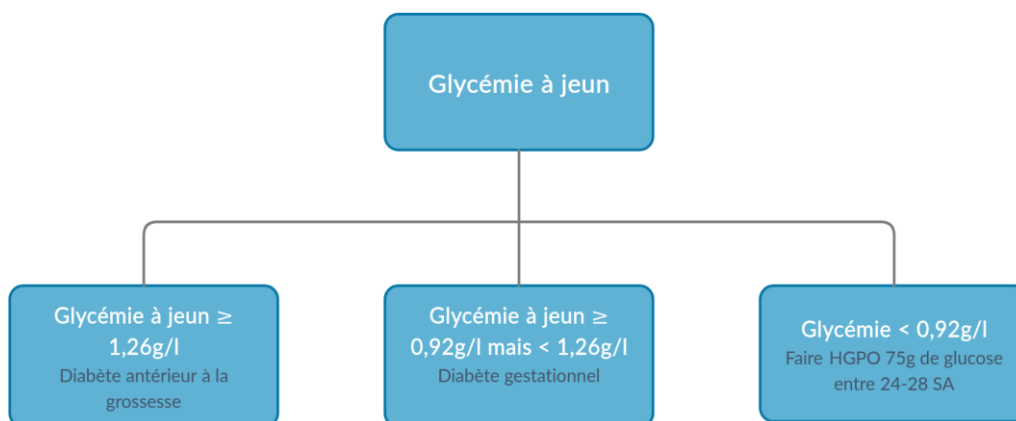 Glycémie à jeun
Glycémie à jeun ≥
1,26g/l
Diabète antérieur à la
grossesse
Glycémie à jeun ≥
0,92g/l mais < 1,26g/l
Diabète gestationnel
Glycémie < 0,92g/l
Faire HGPO 75g de glucose
entre 24-28 SA